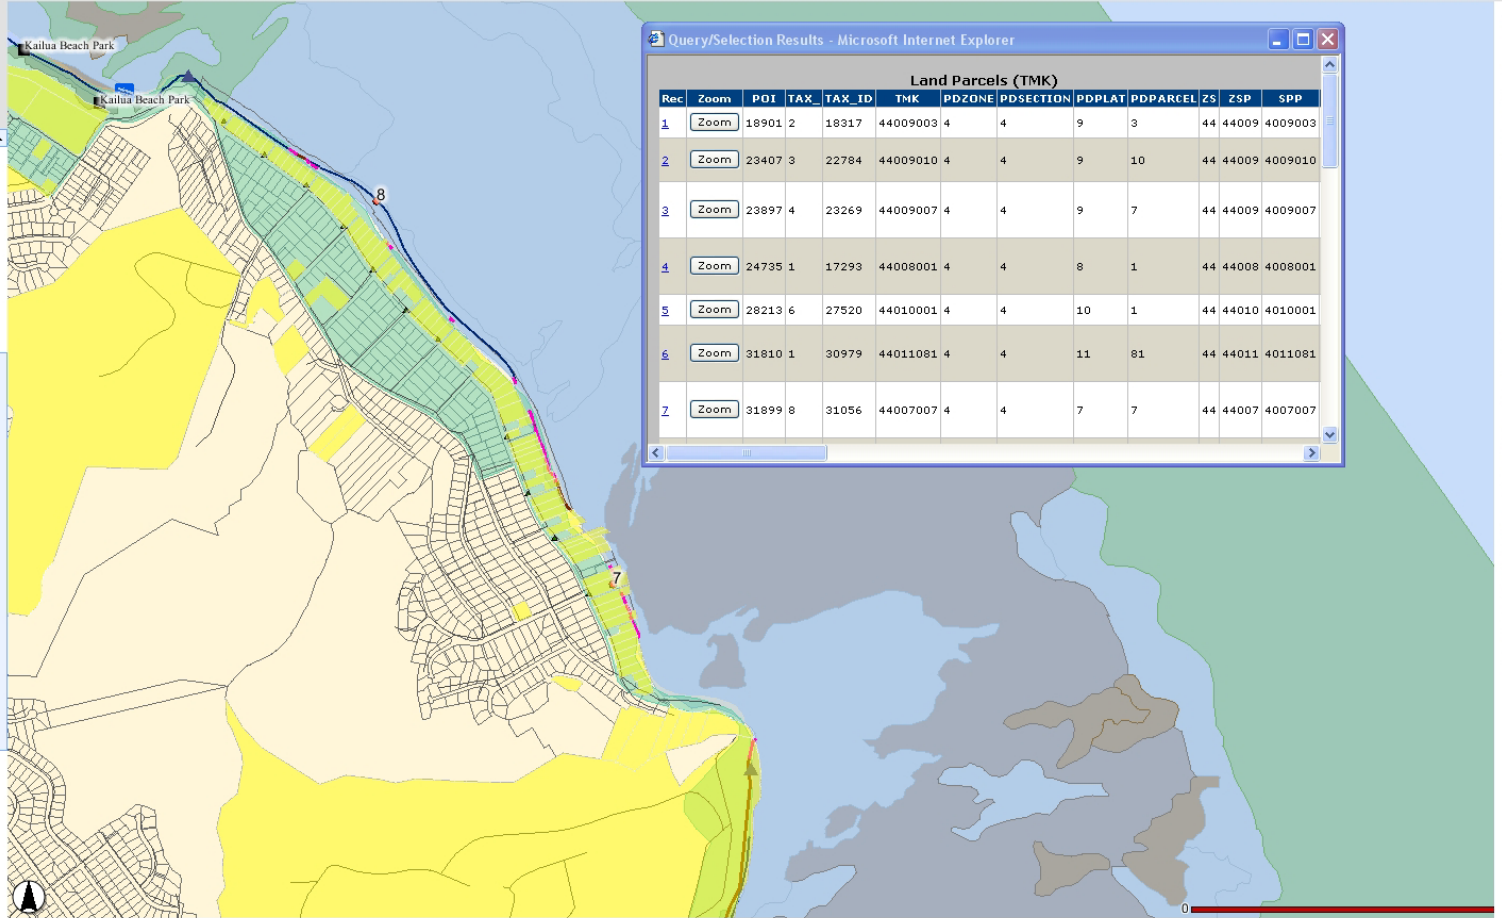 Kailua Beach Park
Kailua Beach Park
8
7
0
Query/Selection Results - Microsoft Internet Explorer
Land Parcels (TMK)
Rec Zoom POI TAX_ TAX_ID TMK PDZONE PDSECTION PDPLAT PDPARCEL ZS ZSP SPP
1 Zoom 18901 2 18317 44009003 4 4 9 3 44 44009 4009003
2 Zoom 23407 3 22784 44009010 4 4 9 10 44 44009 4009010
3 Zoom 23897 4 23269 44009007 4 4 9 7 44 44009 4009007
4 Zoom 24735 1 17293 44008001 4 4 8 1 44 44008 4008001
5 Zoom 28213 6 27520 44010001 4 4 10 1 44 44010 4010001
6 Zoom 31810 1 30979 44011081 4 4 11 81 44 44011 4011081
7 Zoom 31899 8 31056 44007007 4 4 7 7 44 44007 4007007